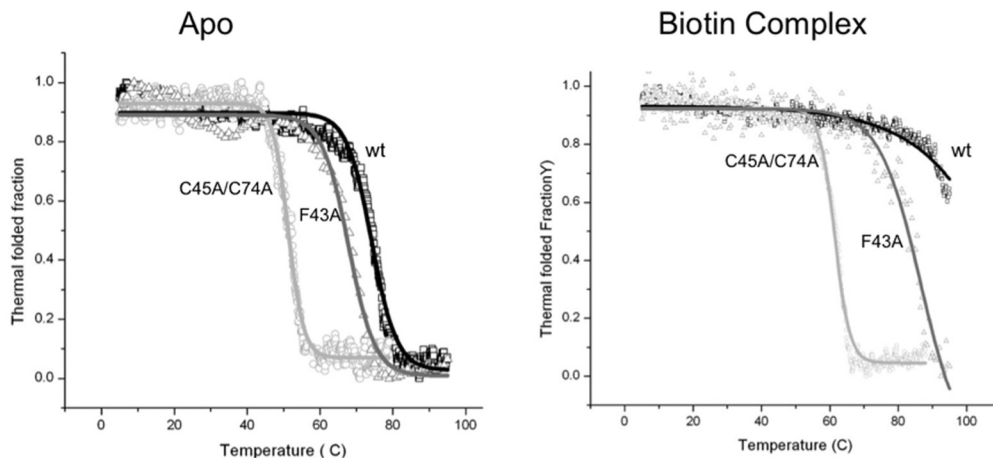 Apo
Thermal folded fraction
1.0
0.8
0.6
0.4
0.2
0.0
wt
C45A/C74A
F43A
0
20
40
60
80
100
Temperature ( C)
Biotin Complex
Thermal folded FractionY)
1.0
0.8
0.6
0.4
0.2
0.0
wt
C45A/C74A
F43A
0
20
40
60
80
100
Temperature (C)